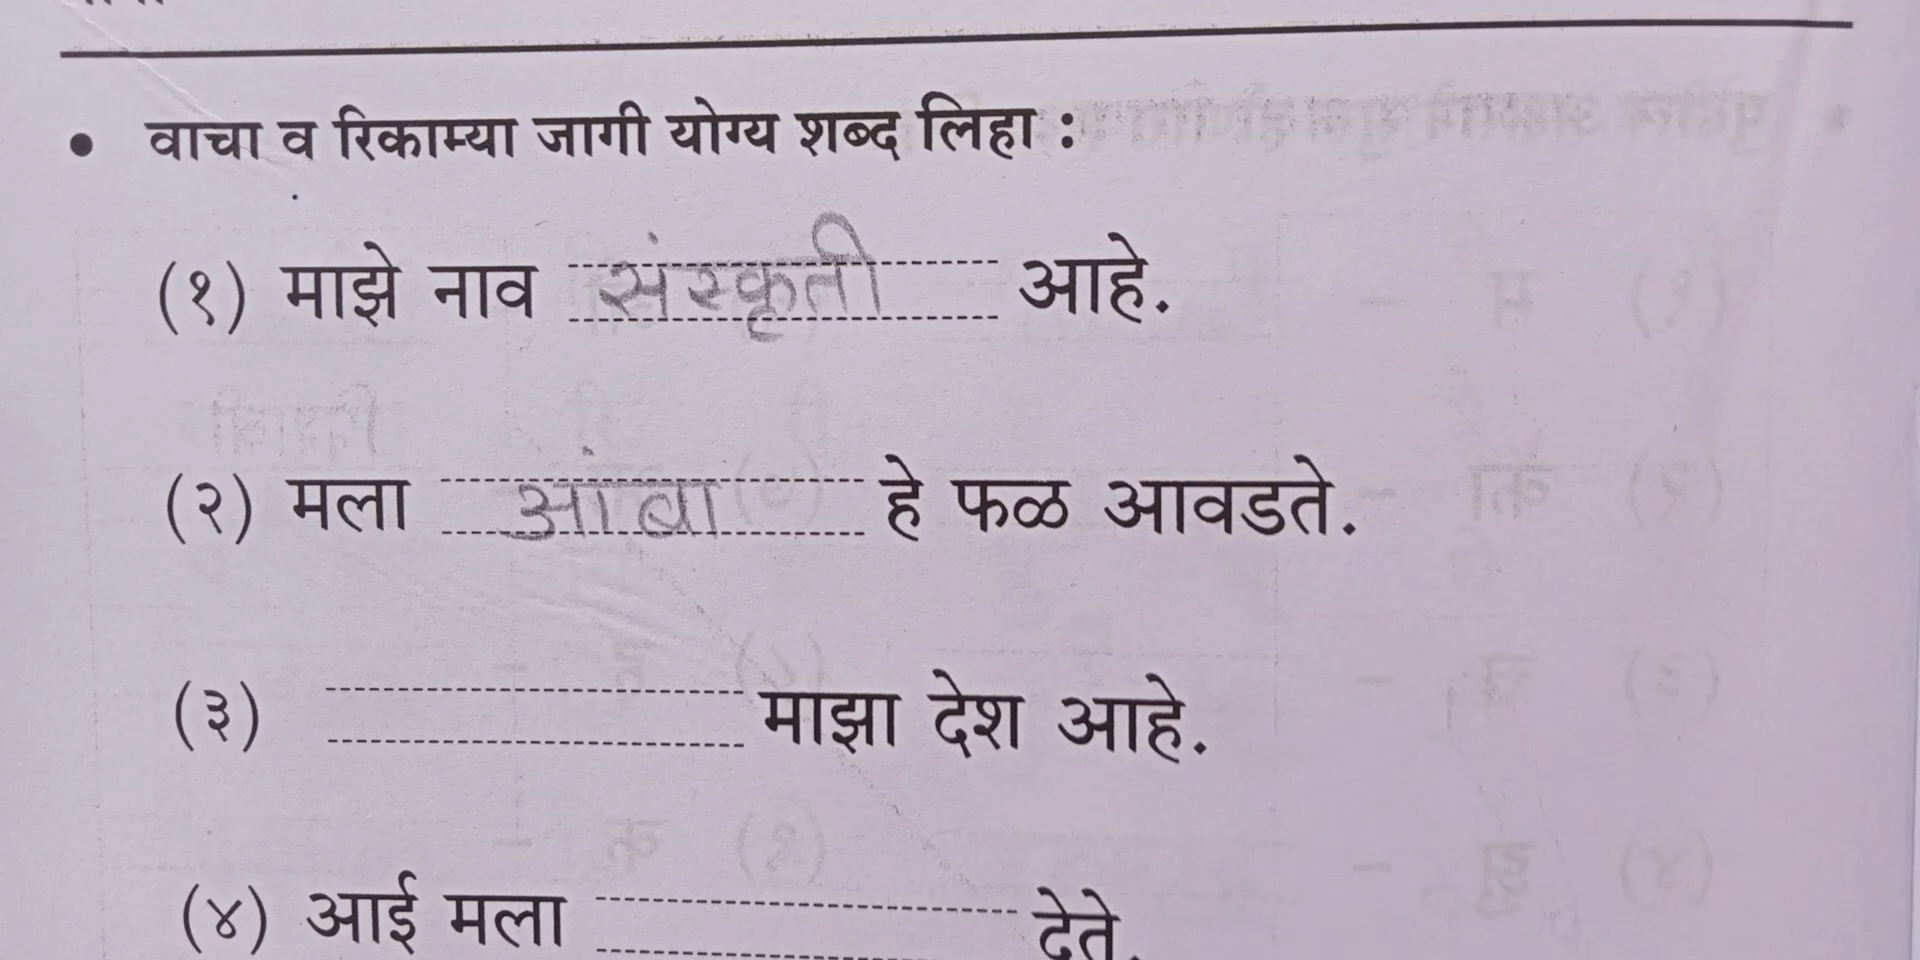 • वाचा व रिकाम्या जागी योग्य शब्द लिहा :
(१) माझे नाव संस्कृती आहे.
(२) मला आंबा हे फळ आवडते.
(३) माझा देश आहे.
(४) आई मला देते.